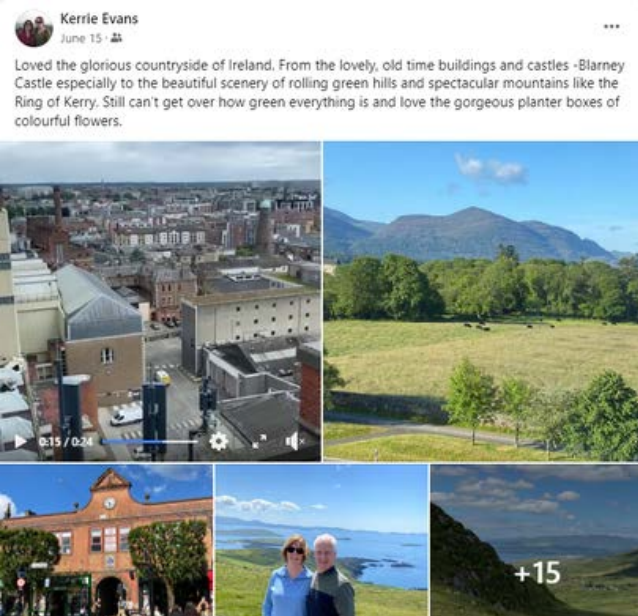 Kerrie Evans
June 15 ·
Loved the glorious countryside of Ireland. From the lovely, old time buildings and castles -Blarney
Castle especially to the beautiful scenery of rolling green hills and spectacular mountains like the
Ring of Kerry. Still can't get over how green everything is and love the gorgeous planter boxes of
colourful flowers.
0:15 / 0:24
+15